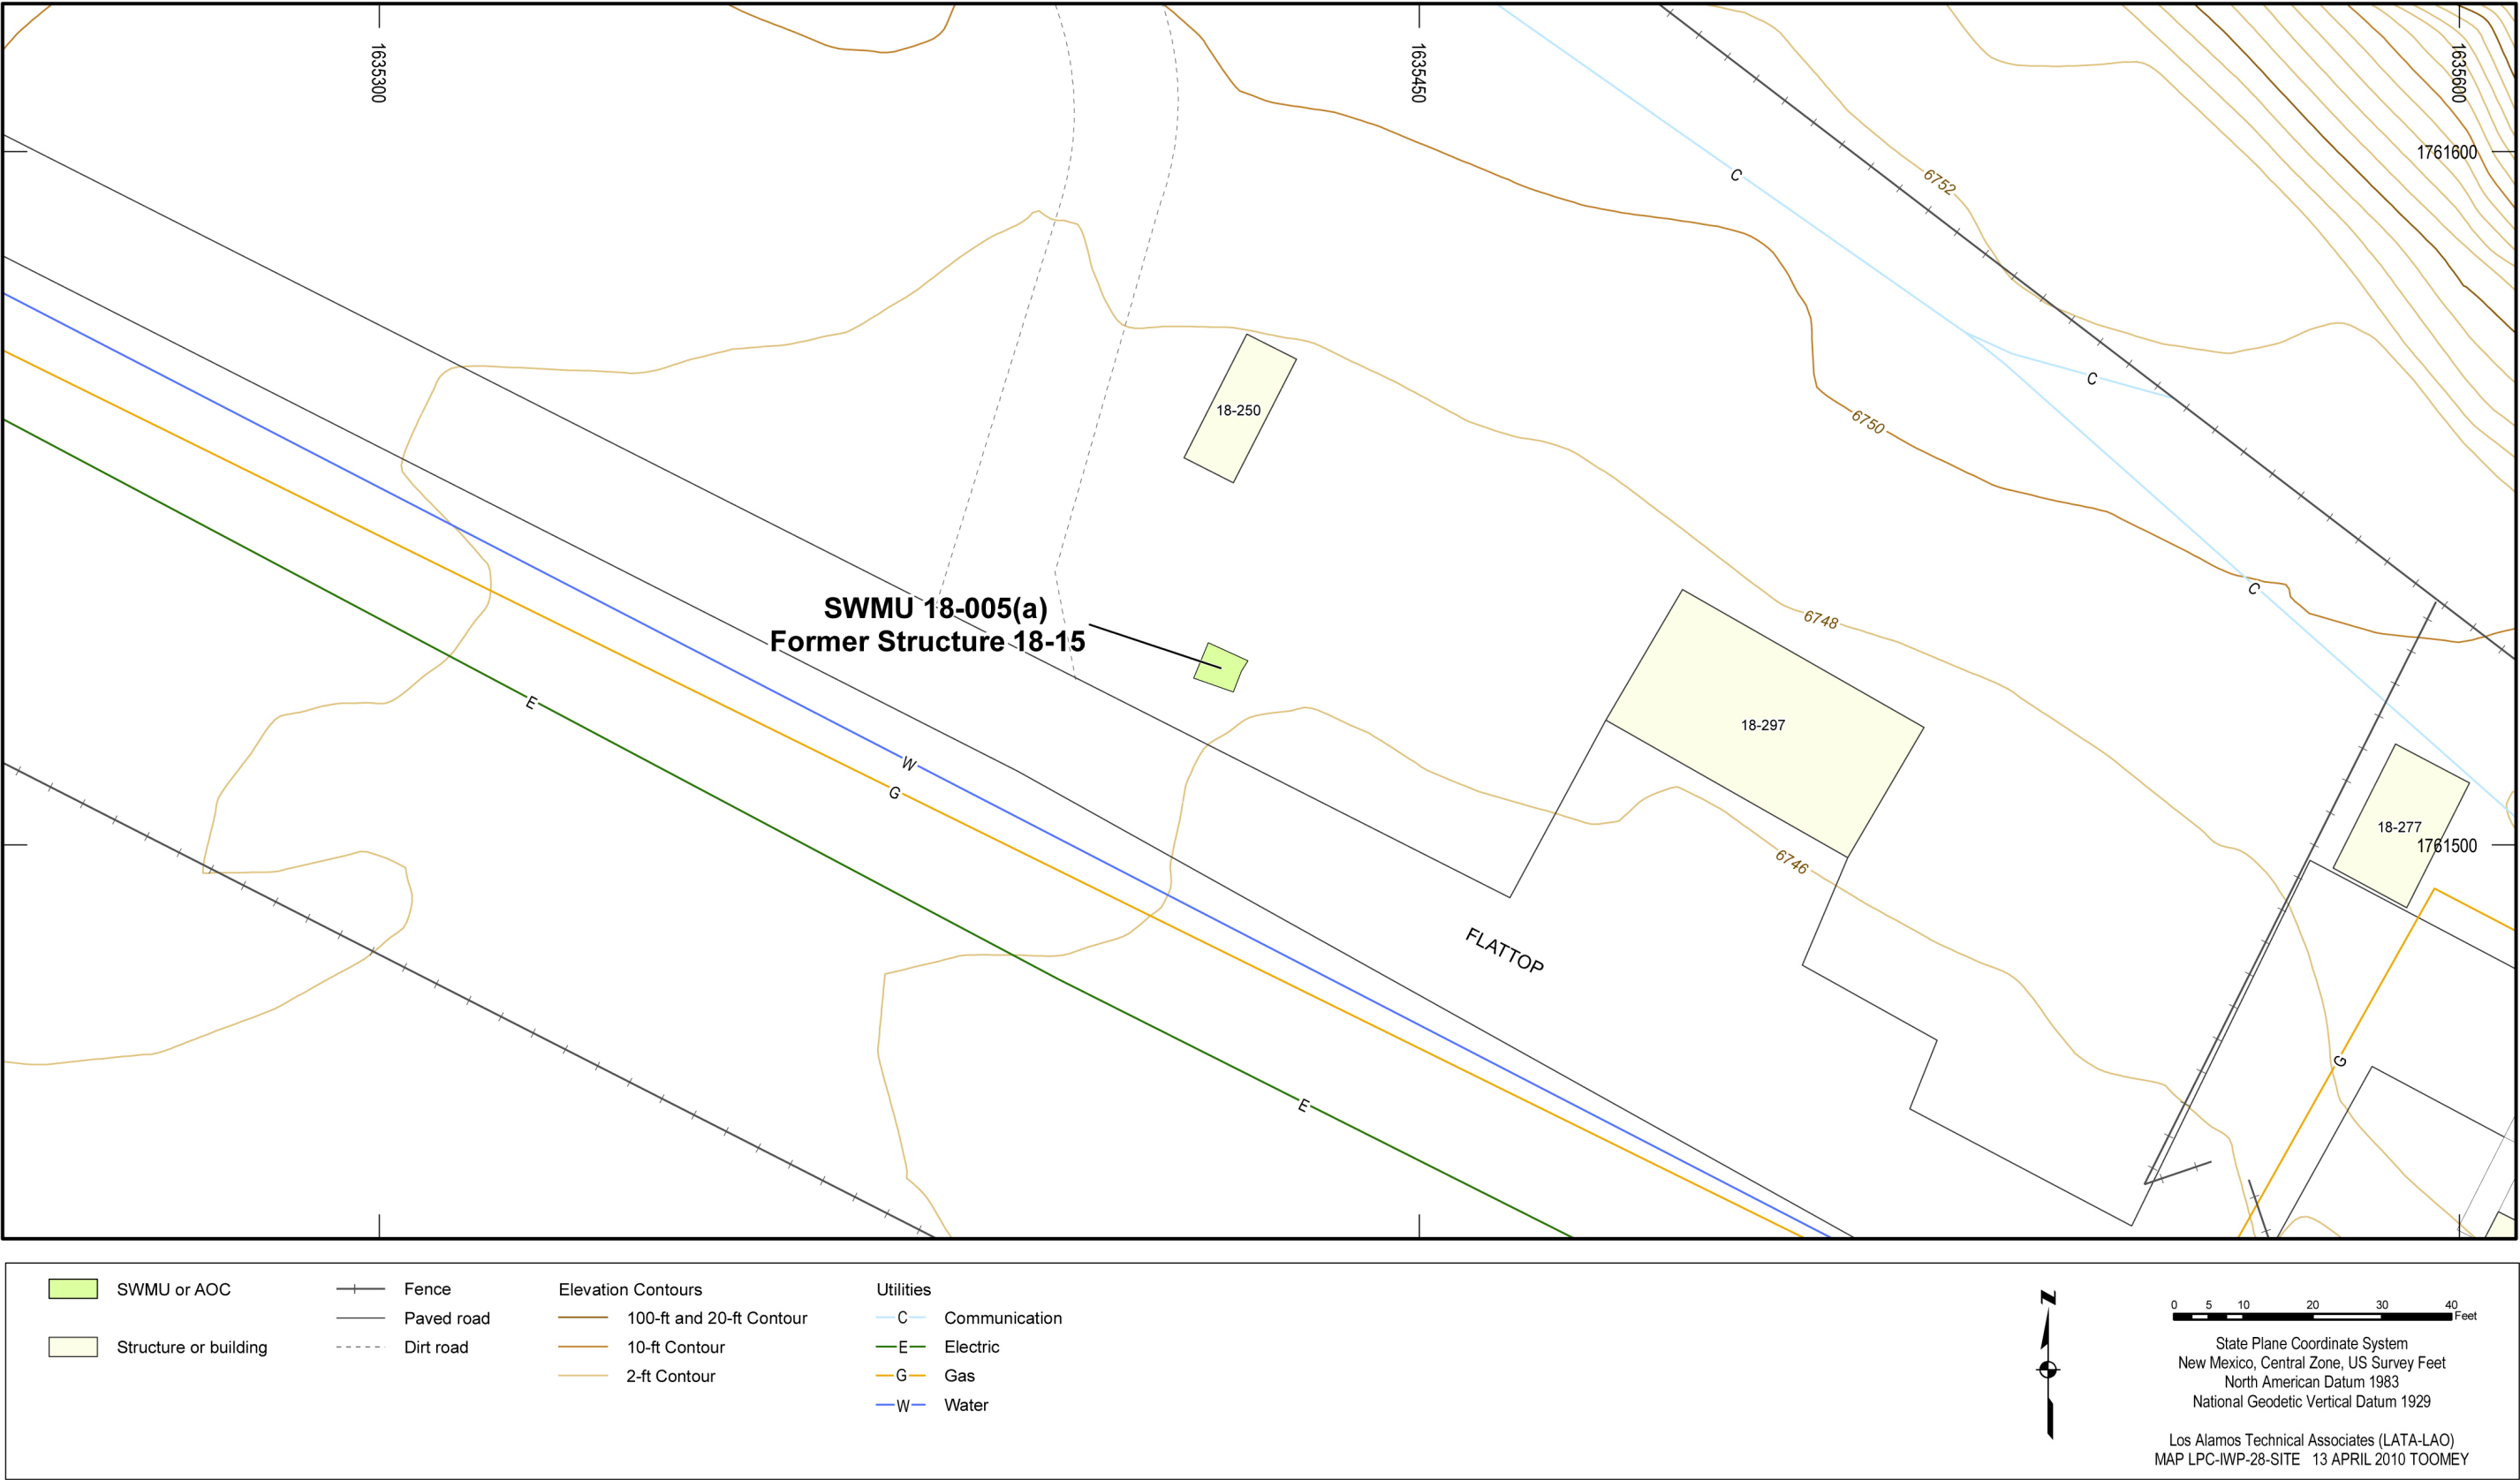 1635300
1635450
1635600
1761600
C
6752
C
18-250
6750
C
SWMU 18-005(a)
Former Structure 18-15
6748
E
18-297
W
G
18-277
1761500
6746
FLATTOP
G
E
SWMU or AOC
Structure or building
Fence
Paved road
Dirt road
Elevation Contours
100-ft and 20-ft Contour
10-ft Contour
2-ft Contour
Utilities
C Communication
E Electric
G Gas
W Water
N
0 5 10 20 30 40
Feet
State Plane Coordinate System
New Mexico, Central Zone, US Survey Feet
North American Datum 1983
National Geodetic Vertical Datum 1929
Los Alamos Technical Associates (LATA-LAO)
MAP LPC-IWP-28-SITE 13 APRIL 2010 TOOMEY